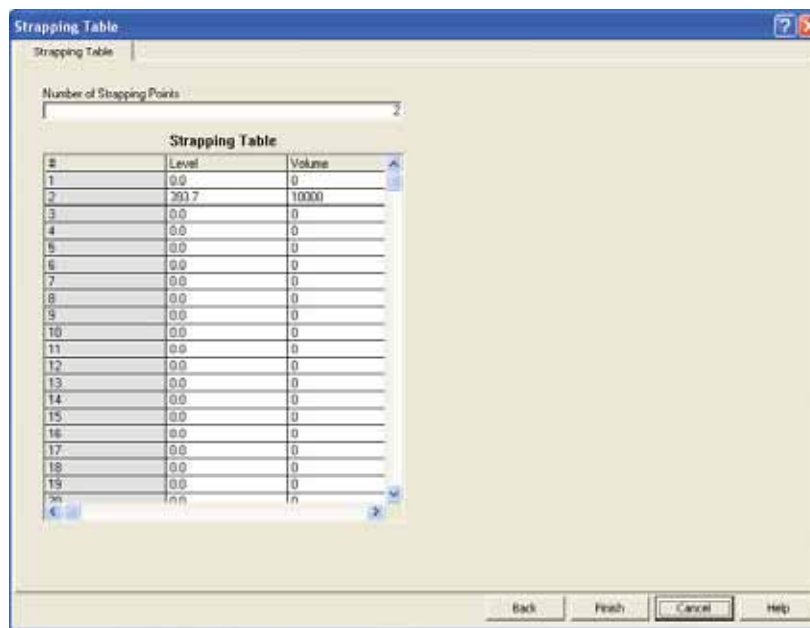 Strapping Table
Strapping Table
Number of Strapping Points
2
Strapping Table
# Level Volume
1 0.0 0
2 393.7 10000
3 0.0 0
4 0.0 0
5 0.0 0
6 0.0 0
7 0.0 0
8 0.0 0
9 0.0 0
10 0.0 0
11 0.0 0
12 0.0 0
13 0.0 0
14 0.0 0
15 0.0 0
16 0.0 0
17 0.0 0
18 0.0 0
19 0.0 0
20 0.0 0
Back Finish Cancel Help